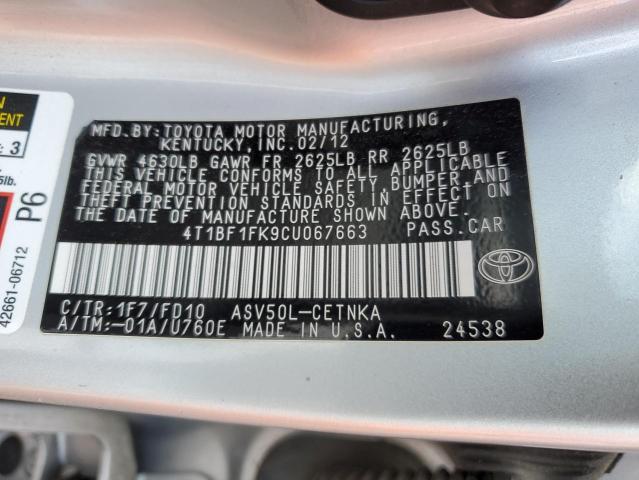 MFD.BY:TOYOTA MOTOR MANUFACTURING,
KENTUCKY, INC.02/12
GVWR 4630LB GAWR FR 2625LB RR 2625LB
THIS VEHICLE CONFORMS TO ALL APPLICABLE
FEDERAL MOTOR VEHICLE SAFETY,BUMPER AND
THEFT PREVENTION STANDARDS IN EFFECT ON
THE DATE OF MANUFACTURE SHOWN ABOVE.
4T1BF1FK9CU067663 PASS.CAR
C/TR:1F7/FD10 ASV50L-CETNKA
A/TM:-01A/U760E MADE IN U.S.A. 24538
TOYOTA
3
P6
42661-06712